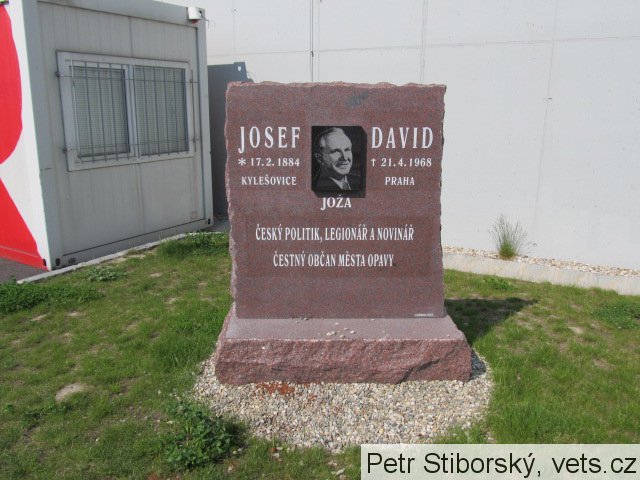 JOSEF DAVID
* 17.2.1884 † 21.4.1968
KYLEŠOVICE PRAHA
JOŽA
ČESKÝ POLITIK, LEGIONÁŘ A NOVINÁŘ
ČESTNÝ OBČAN MĚSTA OPAVY
Petr Stiborský, vets.cz